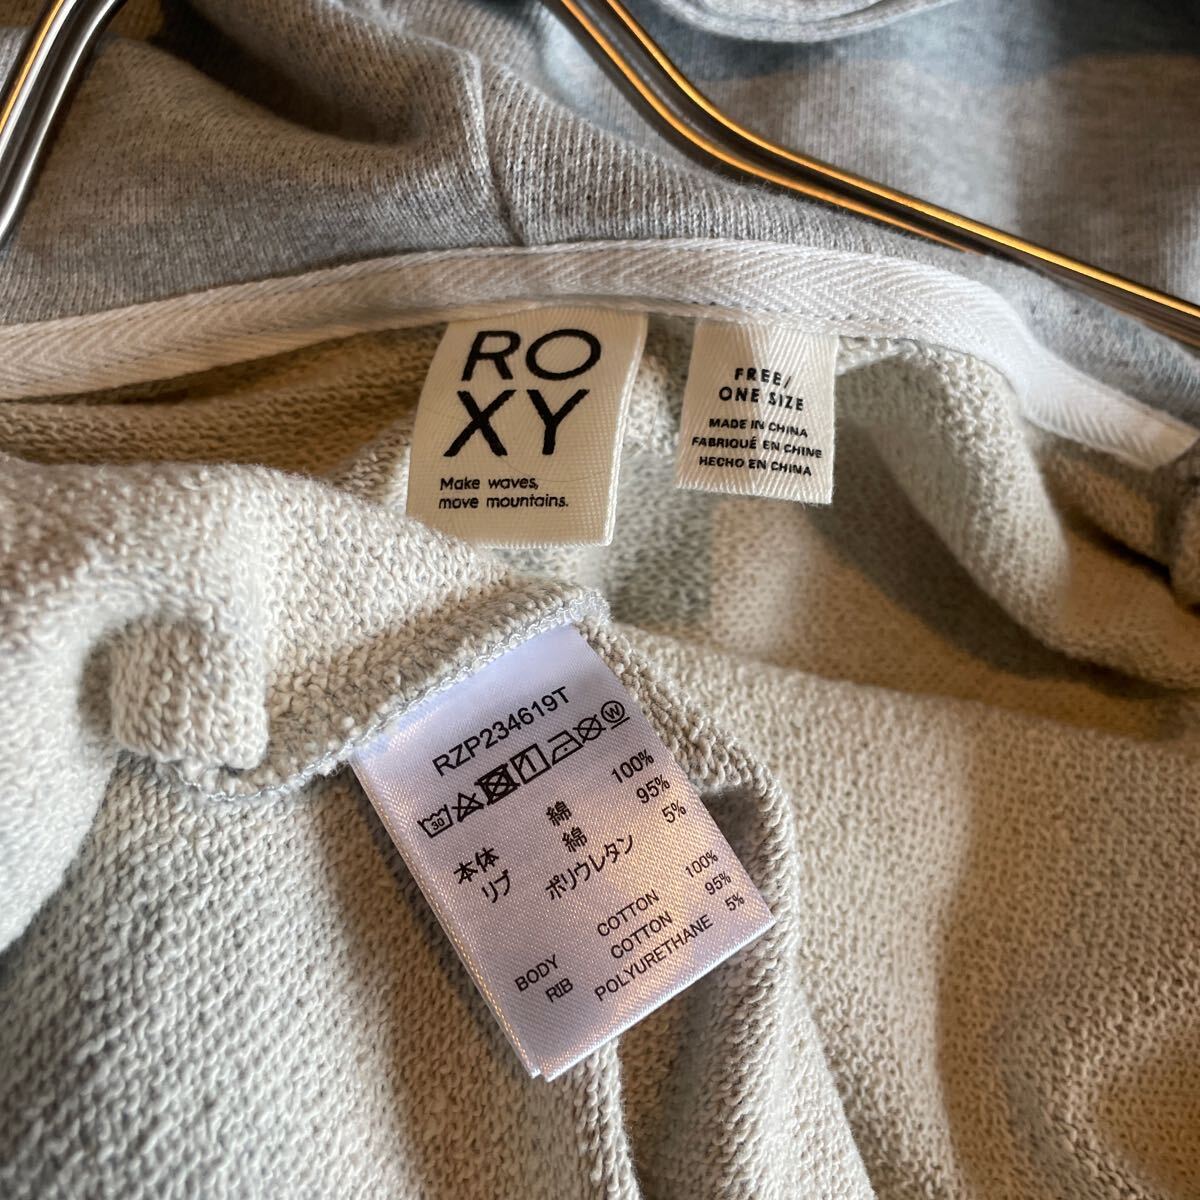 RO
XY
Make waves,
move mountains.
FREE/
ONE SIZE
MADE IN CHINA
FABRIQUÉ EN CHINE
HECHO EN CHINA
RZP234619T
30
W
本体 綿 100%
リブ 綿 95%
ポリウレタン 5%
BODY COTTON 100%
RIB COTTON 95%
POLYURETHANE 5%